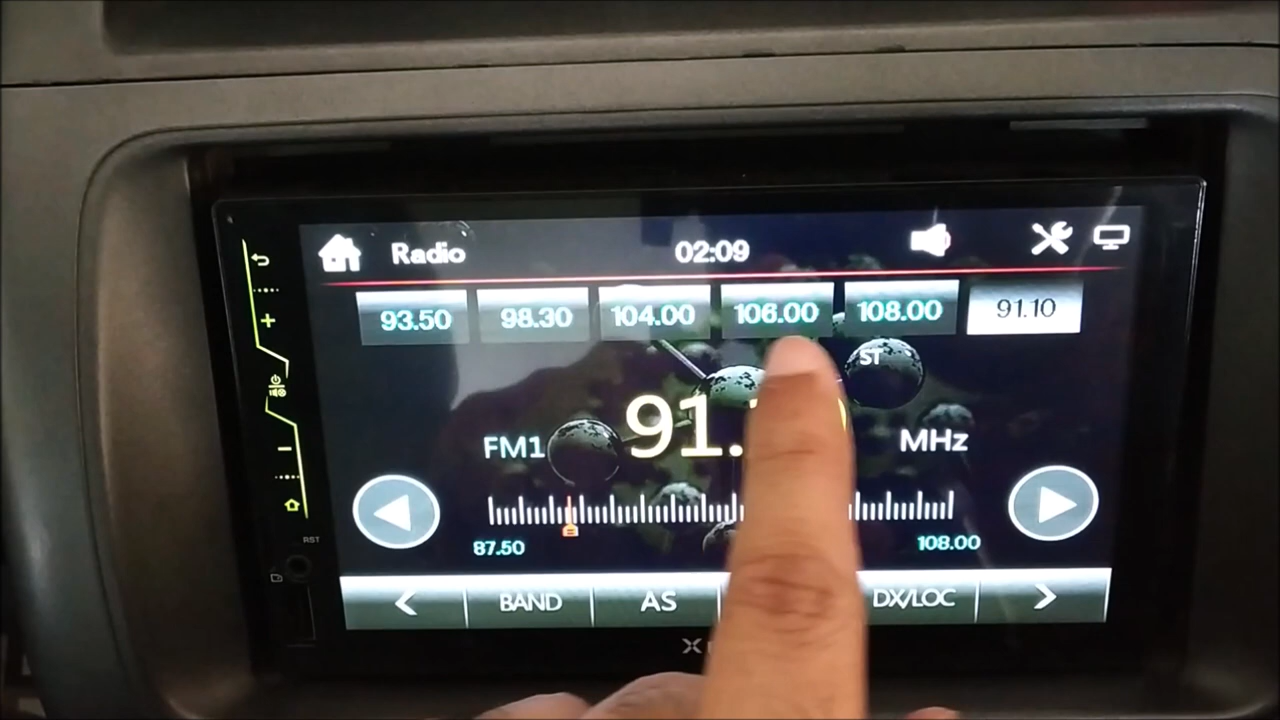 Radio 02:09
93.50 98.30 104.00 106.00 108.00 91.10
ST
FM1 91. MHz
87.50 108.00
RST
BAND AS DX/LOC